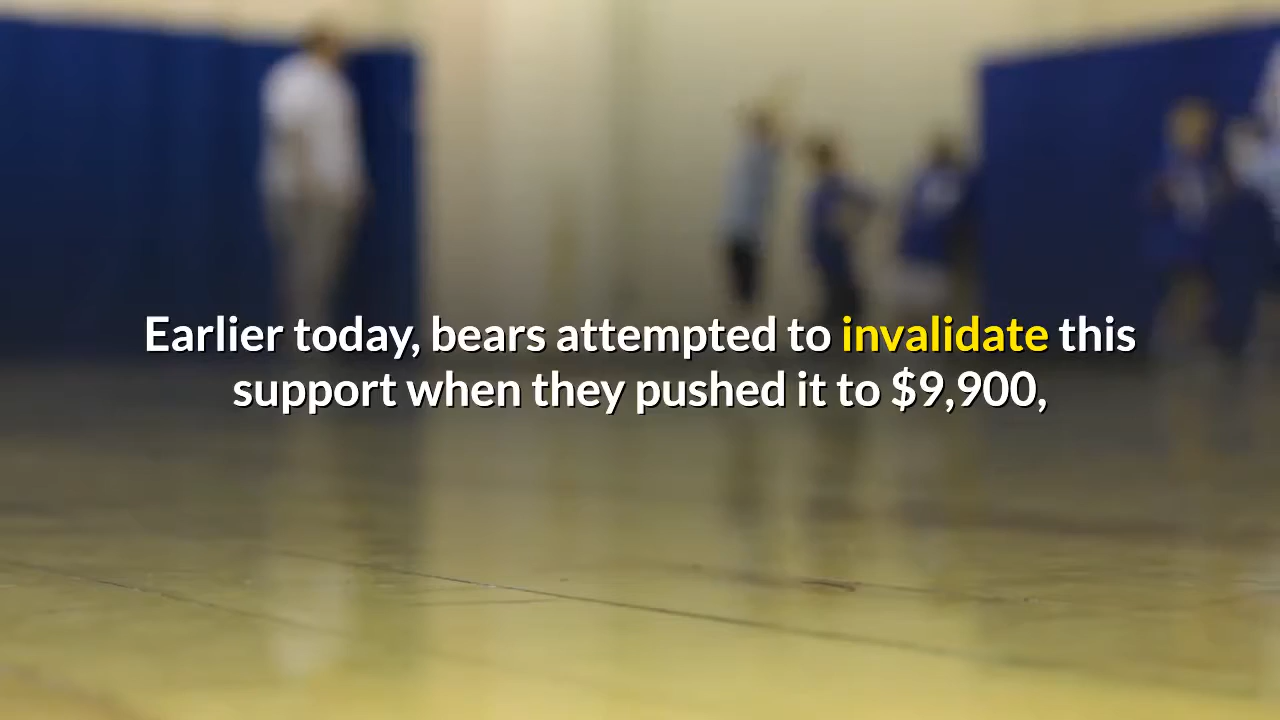 Earlier today, bears attempted to invalidate this
support when they pushed it to $9,900,